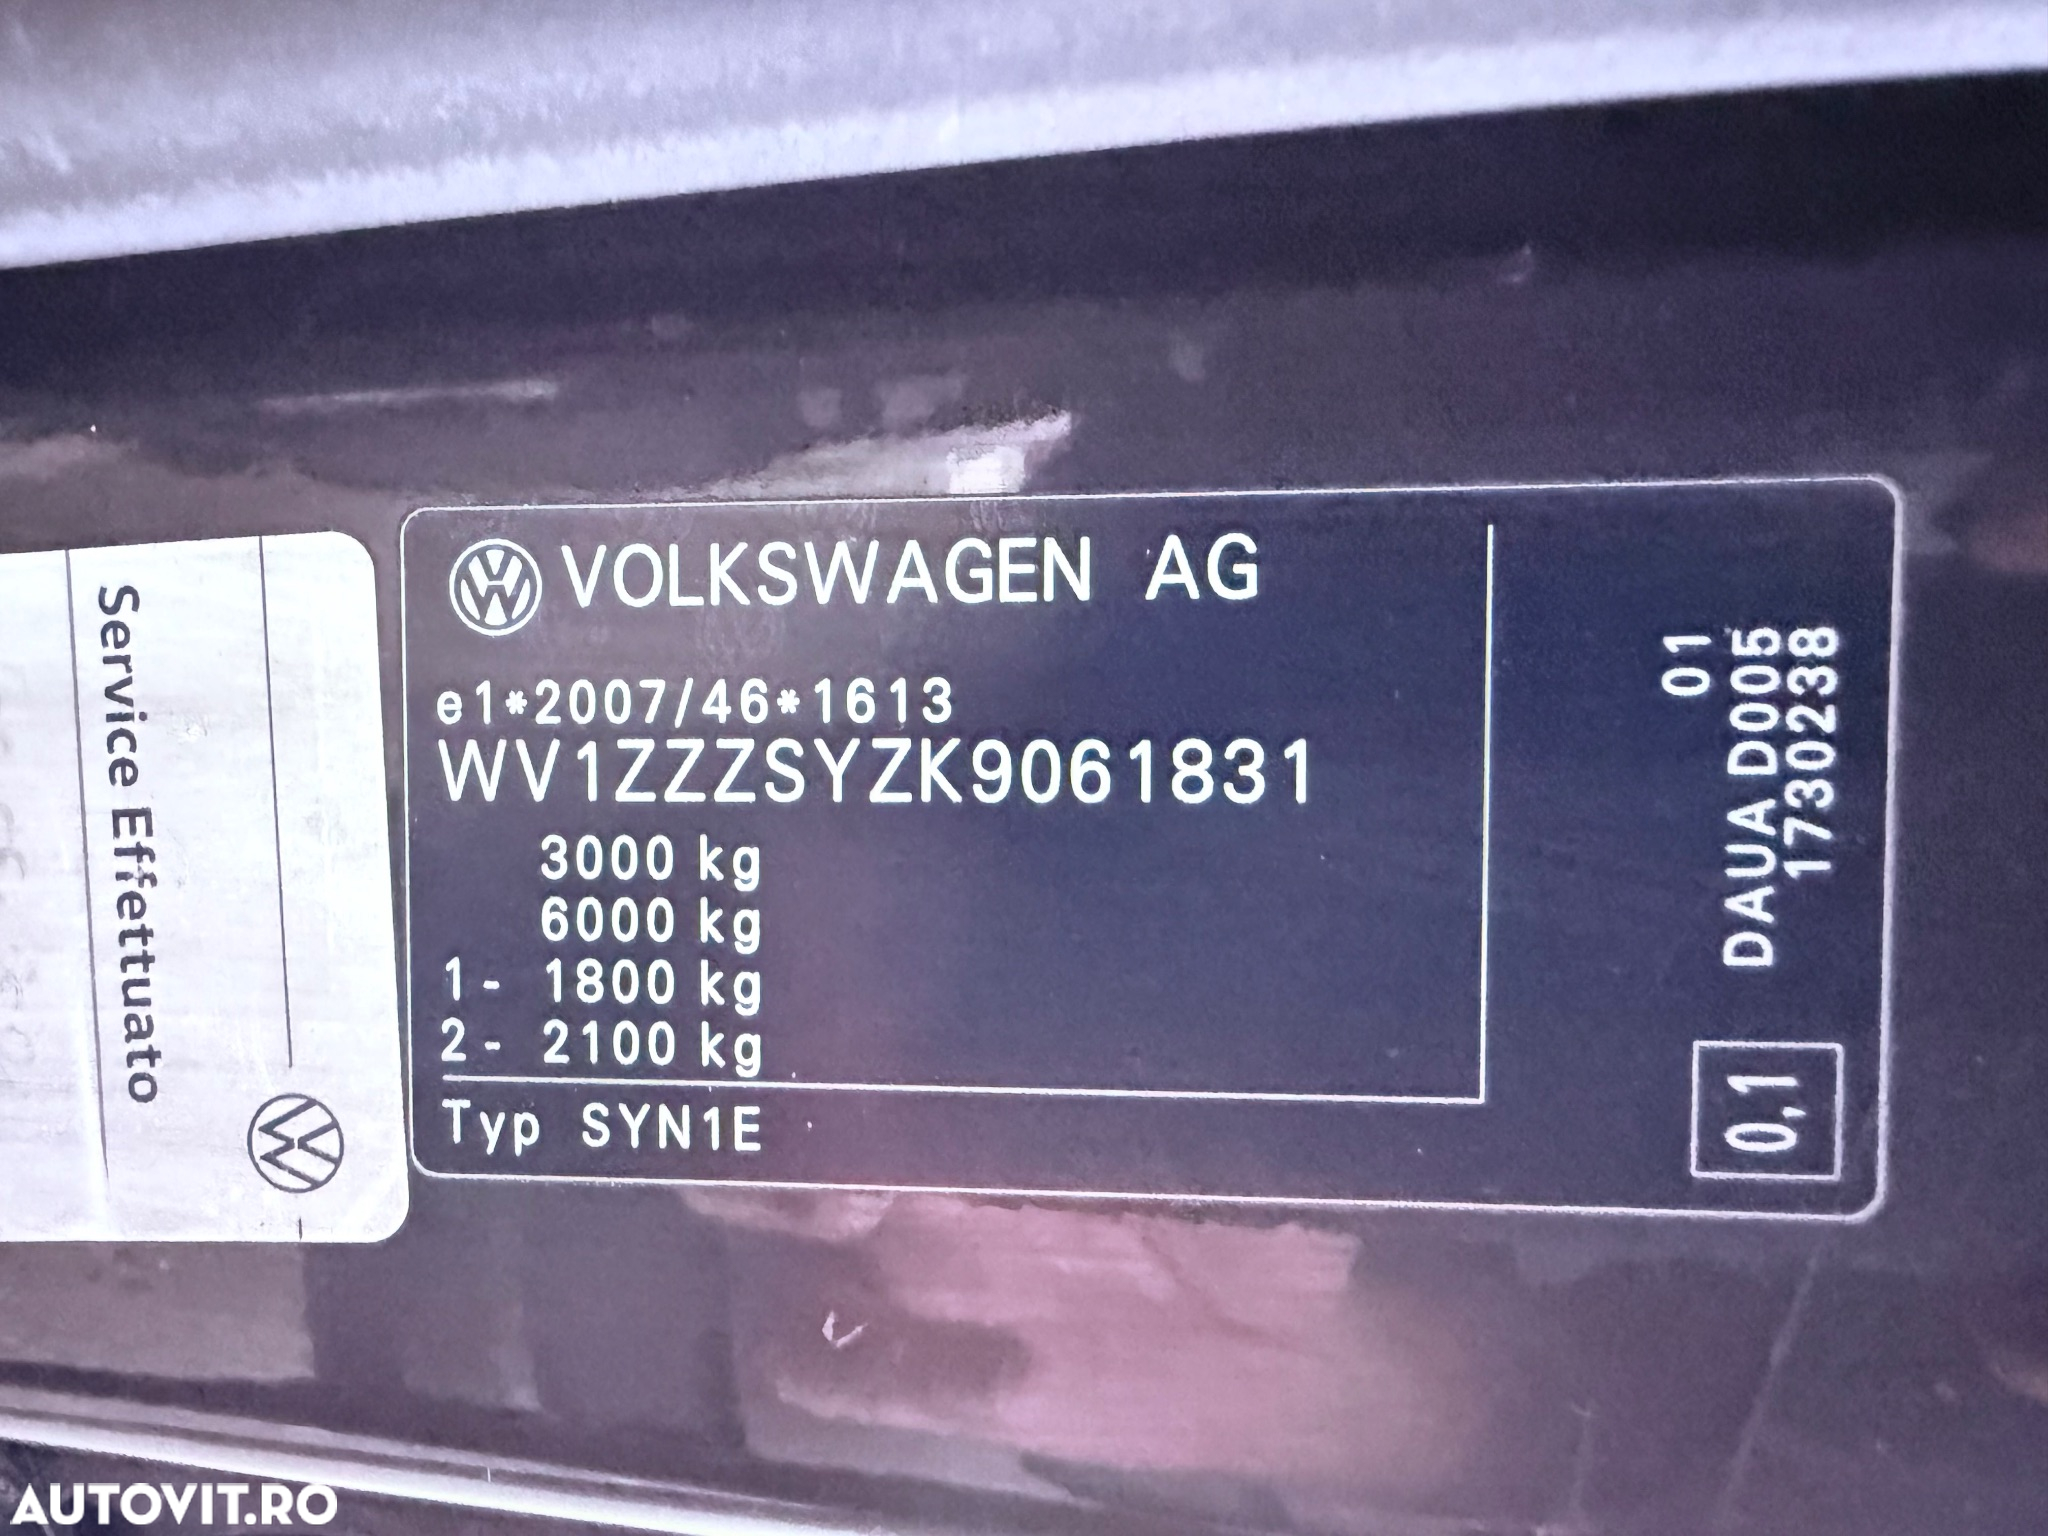 VOLKSWAGEN AG
e1*2007/46*1613
WV1ZZZSYZK9061831
3000 kg
6000 kg
1- 1800 kg
2- 2100 kg
Typ SYN1E
01
DAUA D005
1730238
0,1
Service Effettuato
AUTOVIT.RO